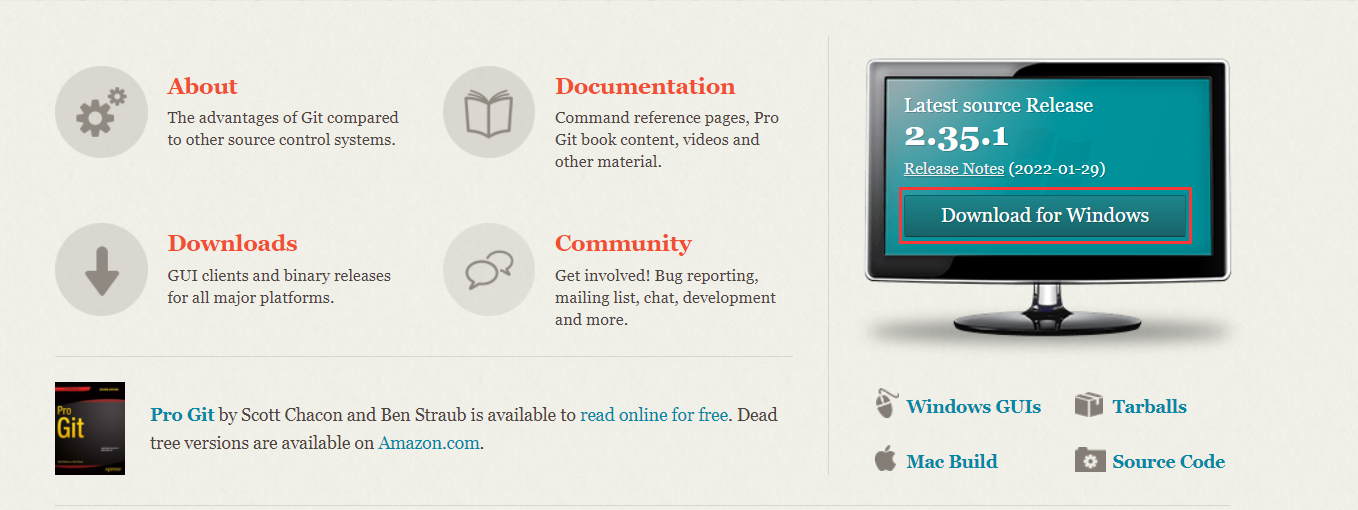 About
The advantages of Git compared
to other source control systems.
Documentation
Command reference pages, Pro
Git book content, videos and
other material.
Downloads
GUI clients and binary releases
for all major platforms.
Community
Get involved! Bug reporting,
mailing list, chat, development
and more.
Pro
Git
Pro Git by Scott Chacon and Ben Straub is available to read online for free. Dead
tree versions are available on Amazon.com.
Latest source Release
2.35.1
Release Notes (2022-01-29)
Download for Windows
Windows GUIs
Tarballs
Mac Build
Source Code